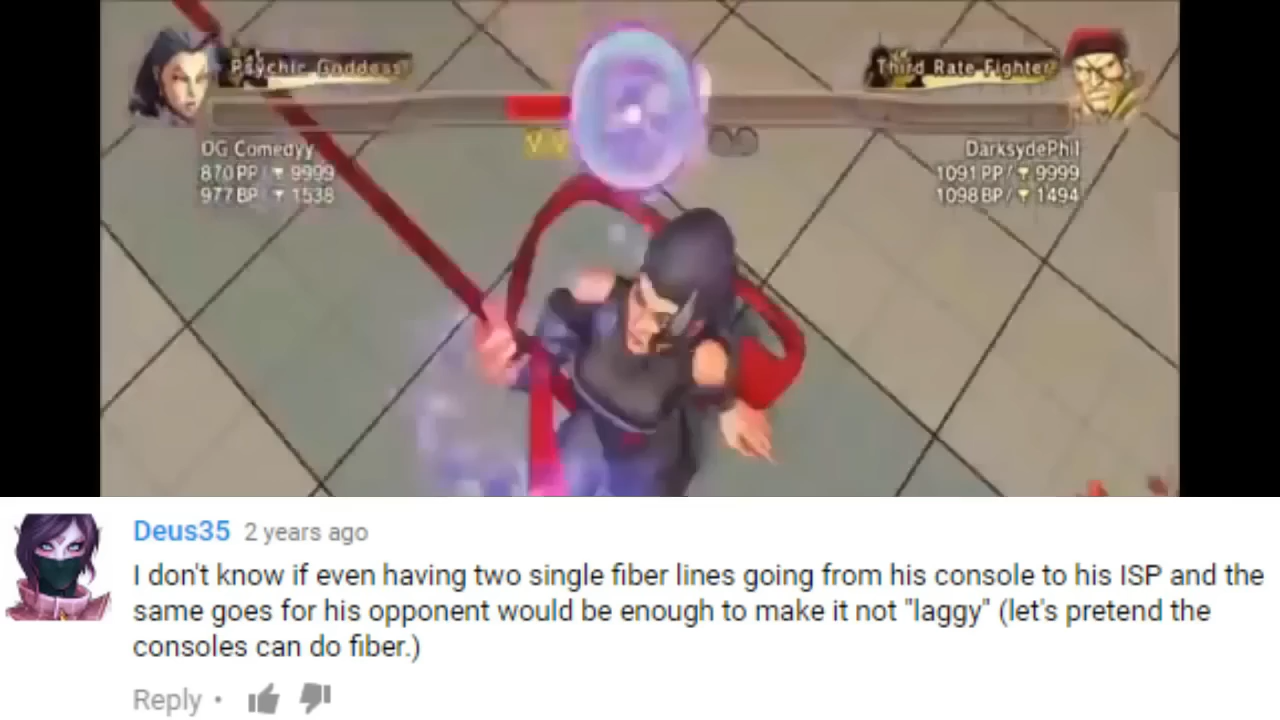 Psychic Goddess!
Third Rate Fighter
OG Comedyy
DarksydePhil
870 PP / 9999
1091 PP / 9999
977 BP / 1538
1098 BP / 1494
Deus35 2 years ago
I don't know if even having two single fiber lines going from his console to his ISP and the
same goes for his opponent would be enough to make it not "laggy" (let's pretend the
consoles can do fiber.)
Reply •